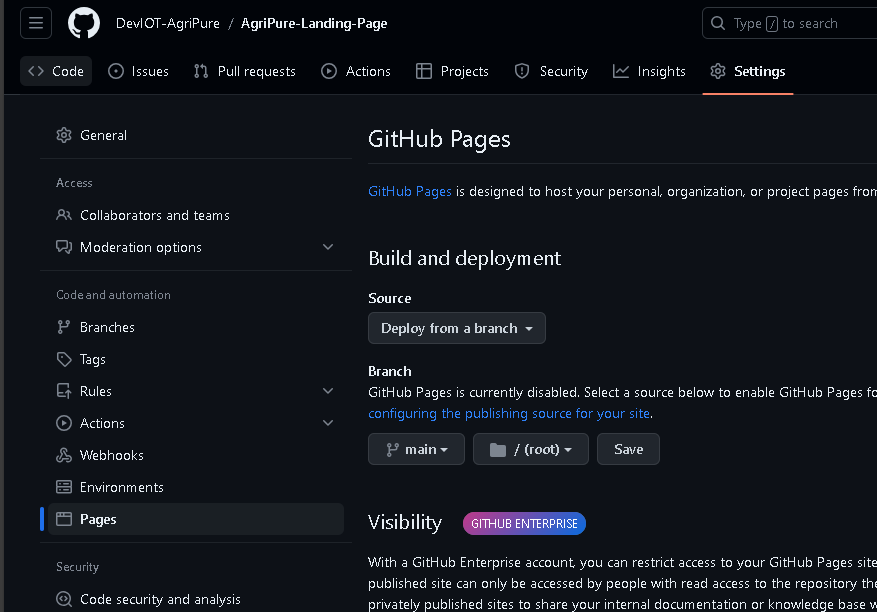 DevIOT-AgriPure / AgriPure-Landing-Page
Type / to search
Code Issues Pull requests Actions Projects Security Insights Settings
General
Access
Collaborators and teams
Moderation options
Code and automation
Branches
Tags
Rules
Actions
Webhooks
Environments
Pages
Security
Code security and analysis
GitHub Pages
GitHub Pages is designed to host your personal, organization, or project pages from
Build and deployment
Source
Deploy from a branch
Branch
GitHub Pages is currently disabled. Select a source below to enable GitHub Pages fo
configuring the publishing source for your site.
main / (root) Save
Visibility GITHUB ENTERPRISE
With a GitHub Enterprise account, you can restrict access to your GitHub Pages site
published site can only be accessed by people with read access to the repository the
privately published sites to share your internal documentation or knowledge base w